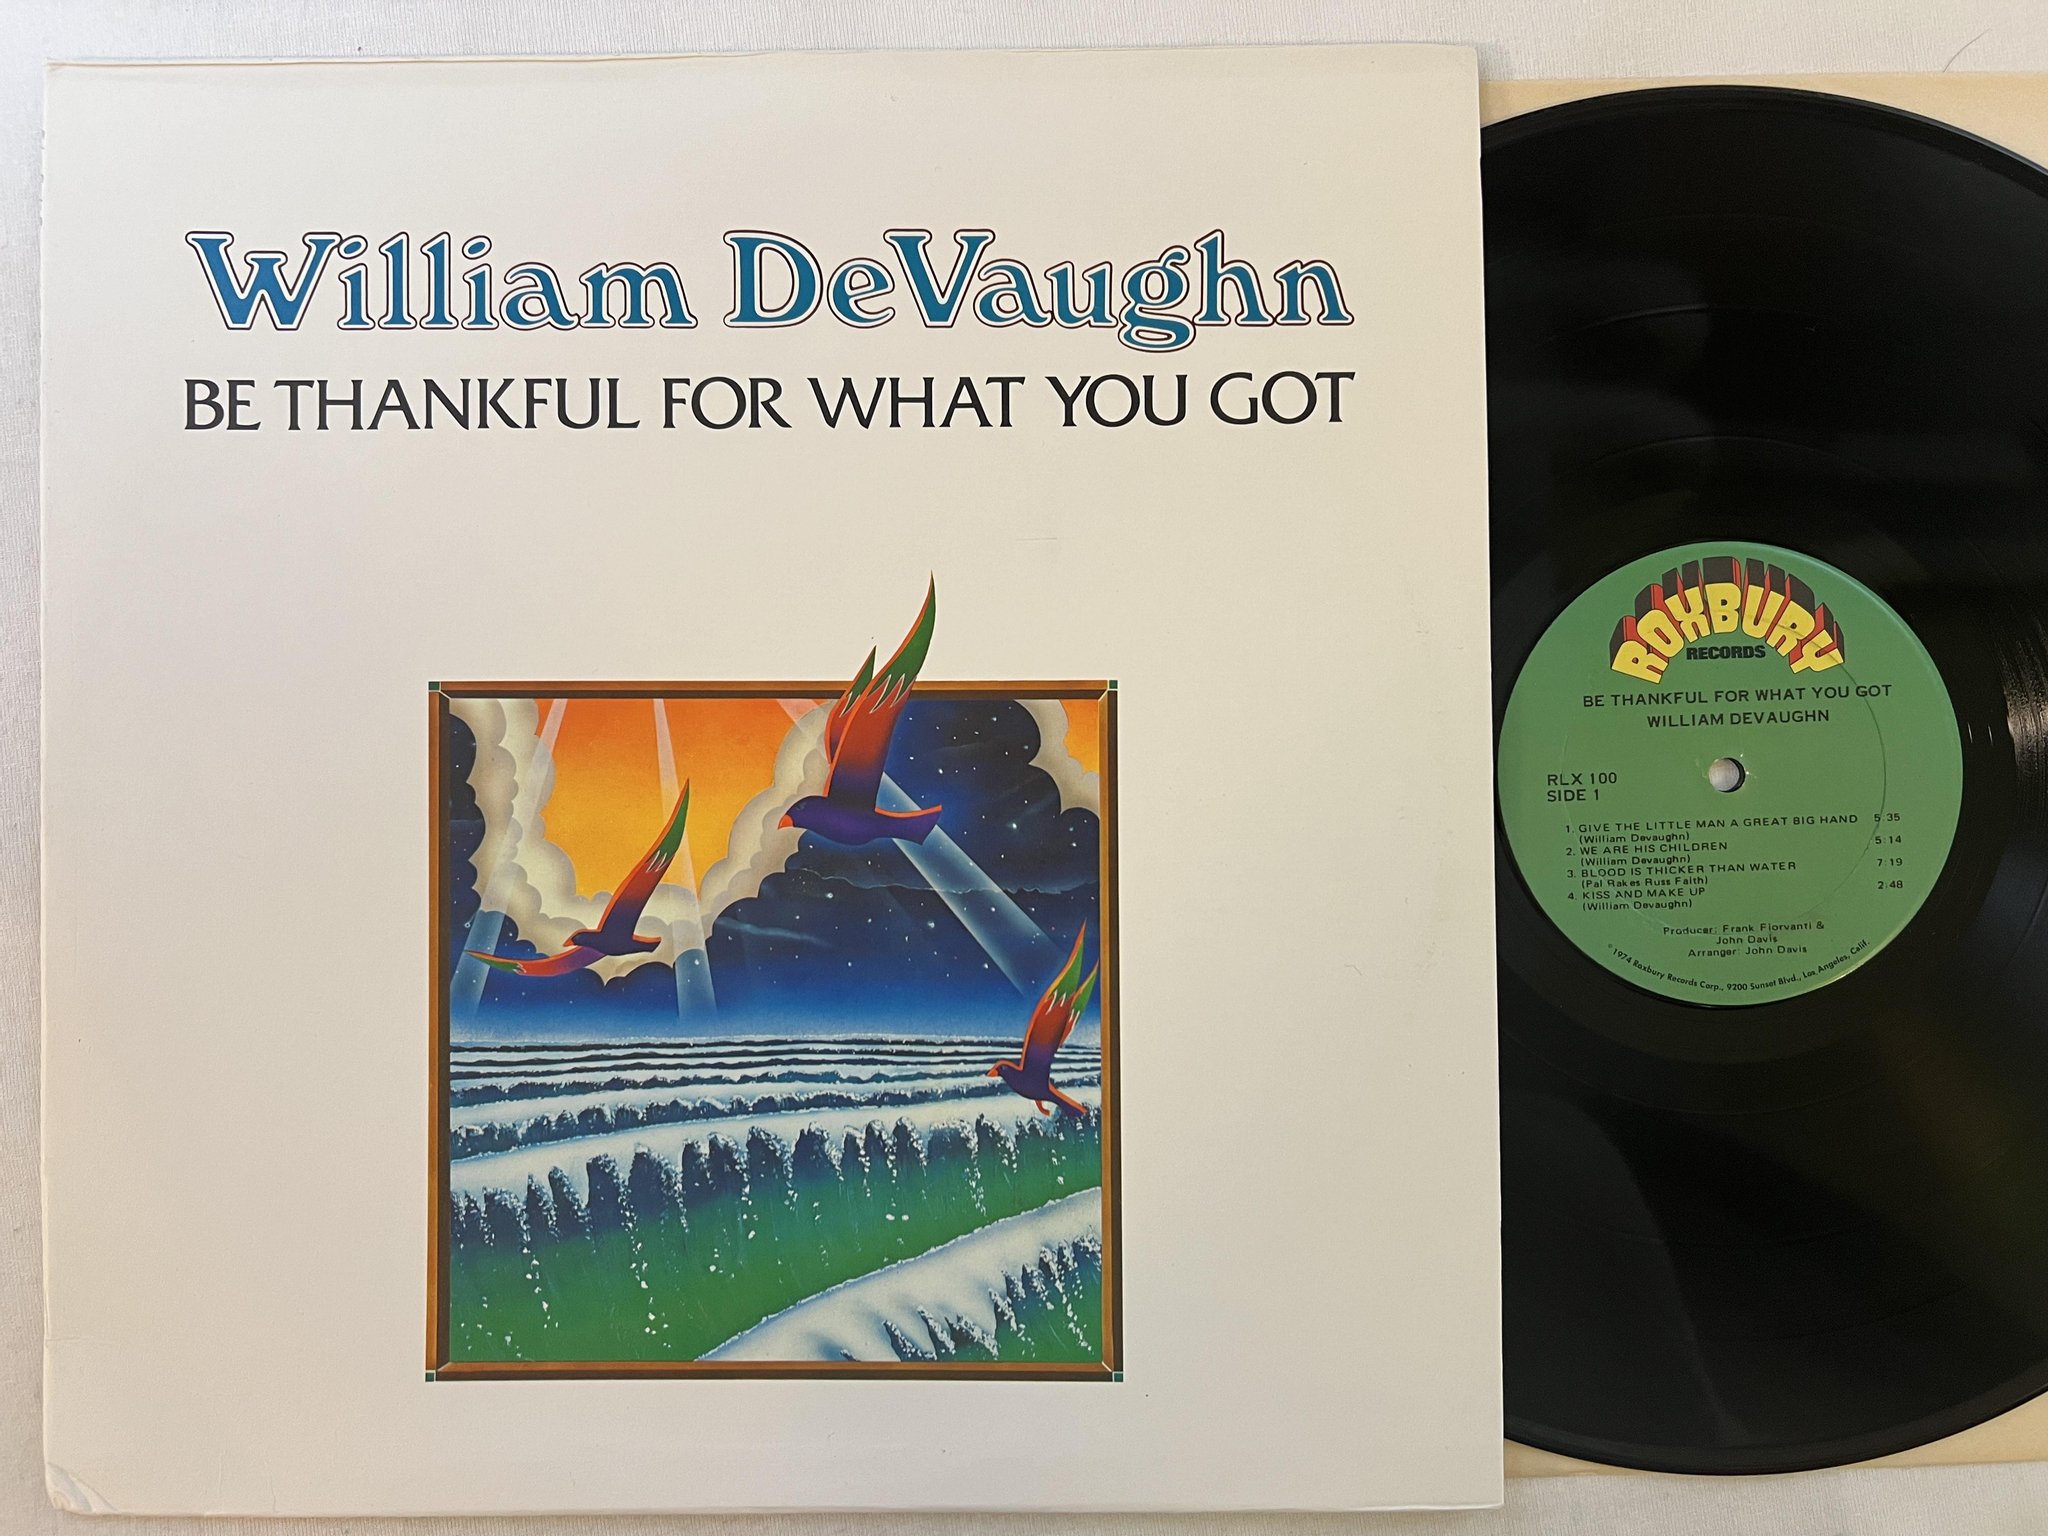 William DeVaughn
BE THANKFUL FOR WHAT YOU GOT
ROXBURY
RECORDS
BE THANKFUL FOR WHAT YOU GOT
WILLIAM DEVAUGHN
RLX 100
SIDE 1
1. GIVE THE LITTLE MAN A GREAT BIG HAND 5:35
(William Devaughn)
2. WE ARE HIS CHILDREN 5:14
(William Devaughn)
3. BLOOD IS THICKER THAN WATER 7:19
(Pal Rakes Russ Faith)
4. KISS AND MAKE UP 2:48
(William Devaughn)
Producer: Frank Fiorvanti &
John Davis
Arranger: John Davis
℗1974 Roxbury Records Corp., 9200 Sunset Blvd., Los Angeles, Calif.